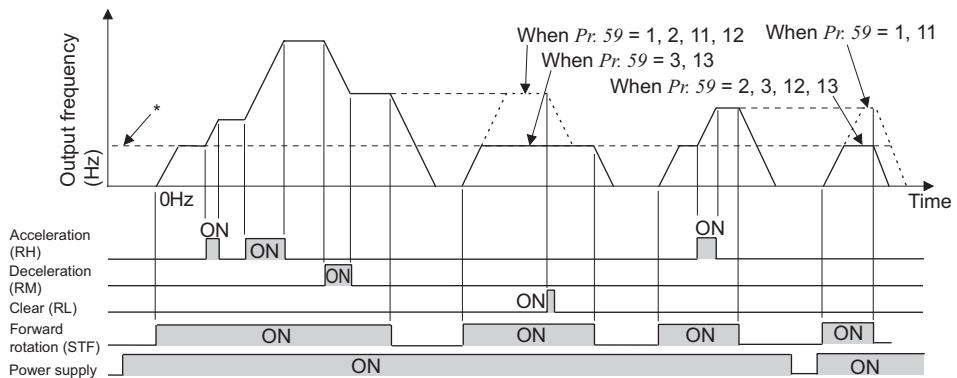 Output frequency
(Hz)
When Pr. 59 = 1, 2, 11, 12
When Pr. 59 = 1, 11
When Pr. 59 = 3, 13
When Pr. 59 = 2, 3, 12, 13
*
0Hz
Time
Acceleration
(RH)
ON
ON
ON
Deceleration
(RM)
ON
Clear (RL)
ON
Forward
rotation (STF)
ON
ON
ON
ON
Power supply
ON
ON